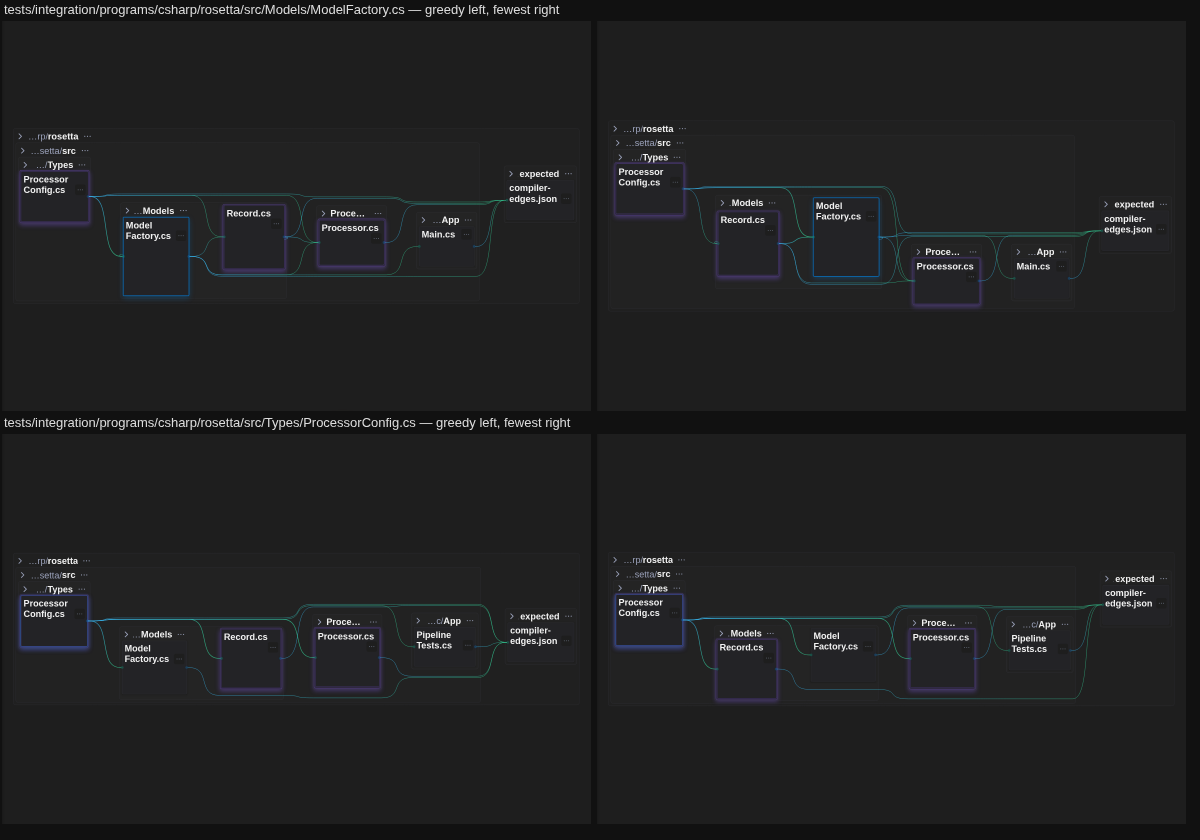 tests/integration/programs/csharp/rosetta/src/Models/ModelFactory.cs — greedy left, fewest right
…rp/rosetta ···
…setta/src ···
…/Types ···
Processor
Config.cs ···
…Models ···
Model
Factory.cs ···
Record.cs
···
Proce… ···
Processor.cs
···
…App ···
Main.cs ···
expected ···
compiler-
edges.json ···
…rp/rosetta ···
…setta/src ···
…/Types ···
Processor
Config.cs ···
Models ···
Record.cs
···
Model
Factory.cs ···
Proce… ···
Processor.cs
···
…App ···
Main.cs ···
expected ···
compiler-
edges.json ···
tests/integration/programs/csharp/rosetta/src/Types/ProcessorConfig.cs — greedy left, fewest right
…rp/rosetta ···
…setta/src ···
…/Types ···
Processor
Config.cs ···
…Models ···
Model
Factory.cs ···
Record.cs
···
Proce… ···
Processor.cs
···
…c/App ···
Pipeline
Tests.cs ···
expected ···
compiler-
edges.json ···
…rp/rosetta ···
…setta/src ···
…/Types ···
Processor
Config.cs ···
Models ···
Record.cs
···
Model
Factory.cs ···
Proce… ···
Processor.cs
···
…c/App ···
Pipeline
Tests.cs ···
expected ···
compiler-
edges.json ···